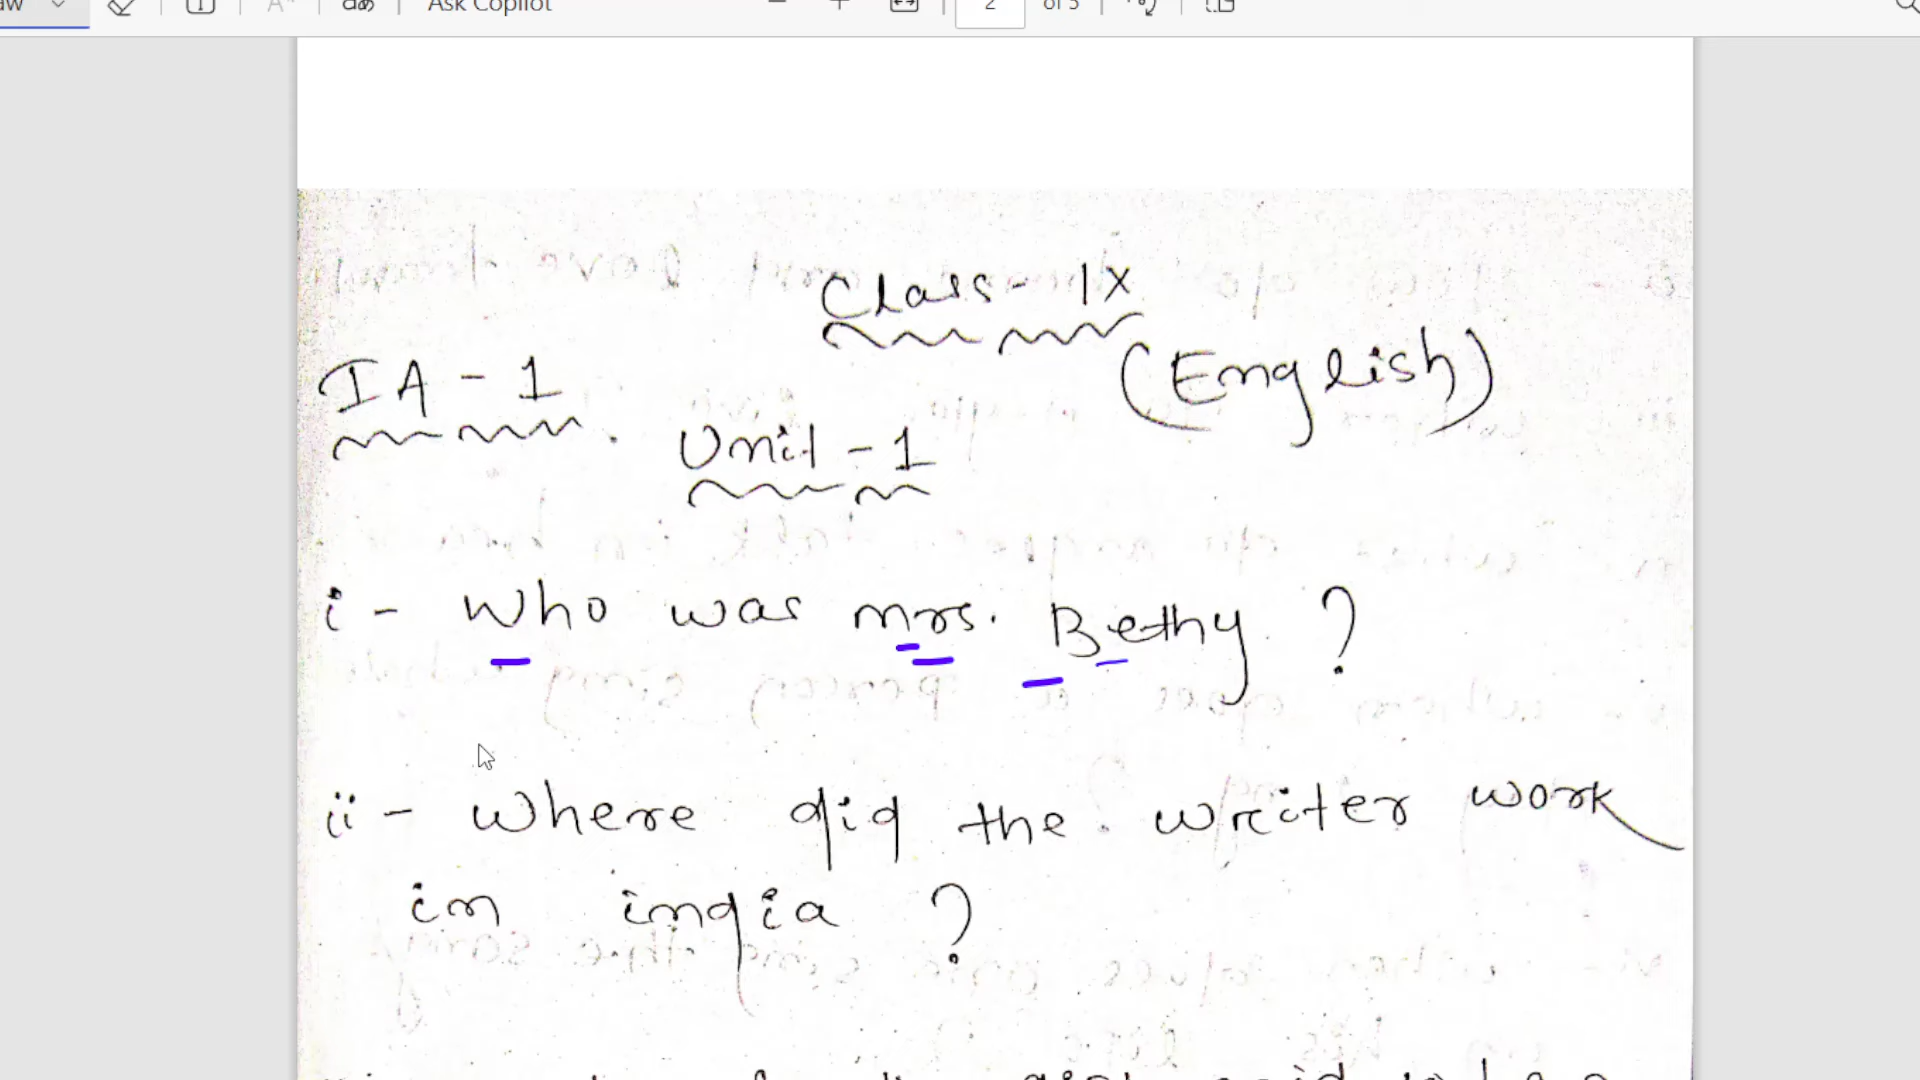 Ask Copilot
2 of 5
Class - IX
(English)
IA - 1
Unit - 1
i - Who was mrs. Bethy ?
ii - where did the writer work
in india ?